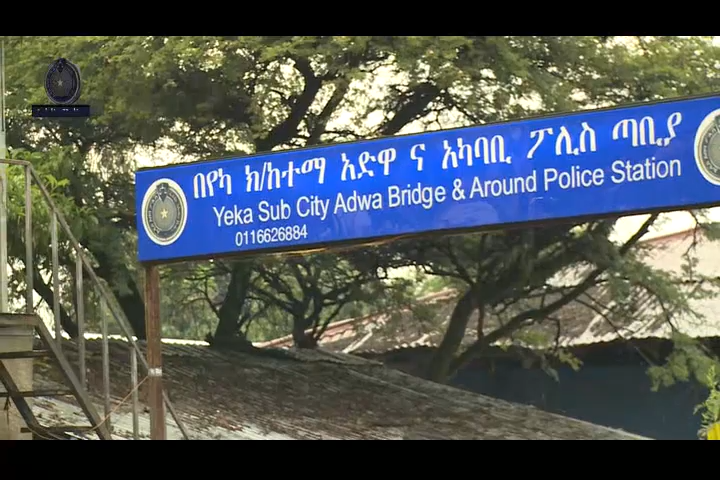 በየካ ክ/ከተማ አድዋ ና አካባቢ ፖሊስ ጣቢያ
Yeka Sub City Adwa Bridge & Around Police Station
0116626884